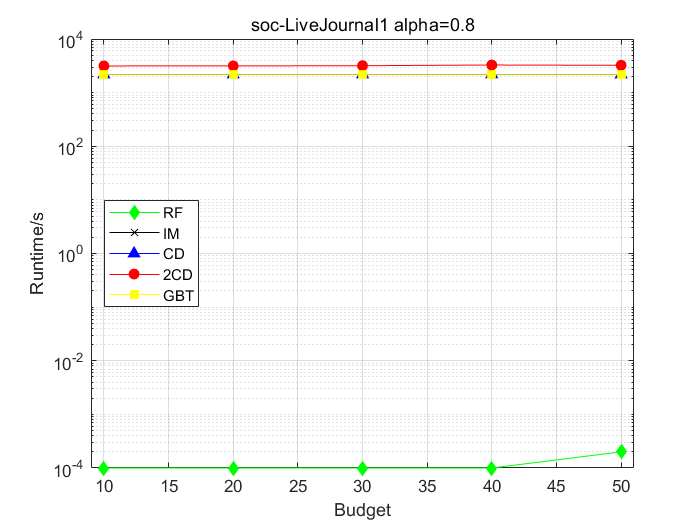 soc-LiveJournal1 alpha=0.8
10^4
10^2
10^0
10^-2
10^-4
Runtime/s
RF
IM
CD
2CD
GBT
10 15 20 25 30 35 40 45 50
Budget